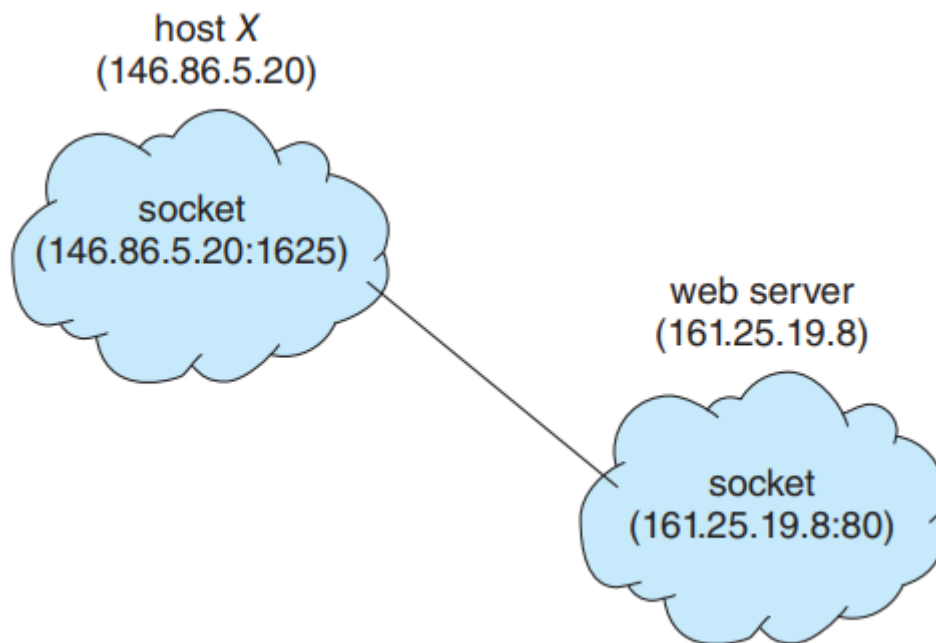 host X
(146.86.5.20)
socket
(146.86.5.20:1625)
web server
(161.25.19.8)
socket
(161.25.19.8:80)